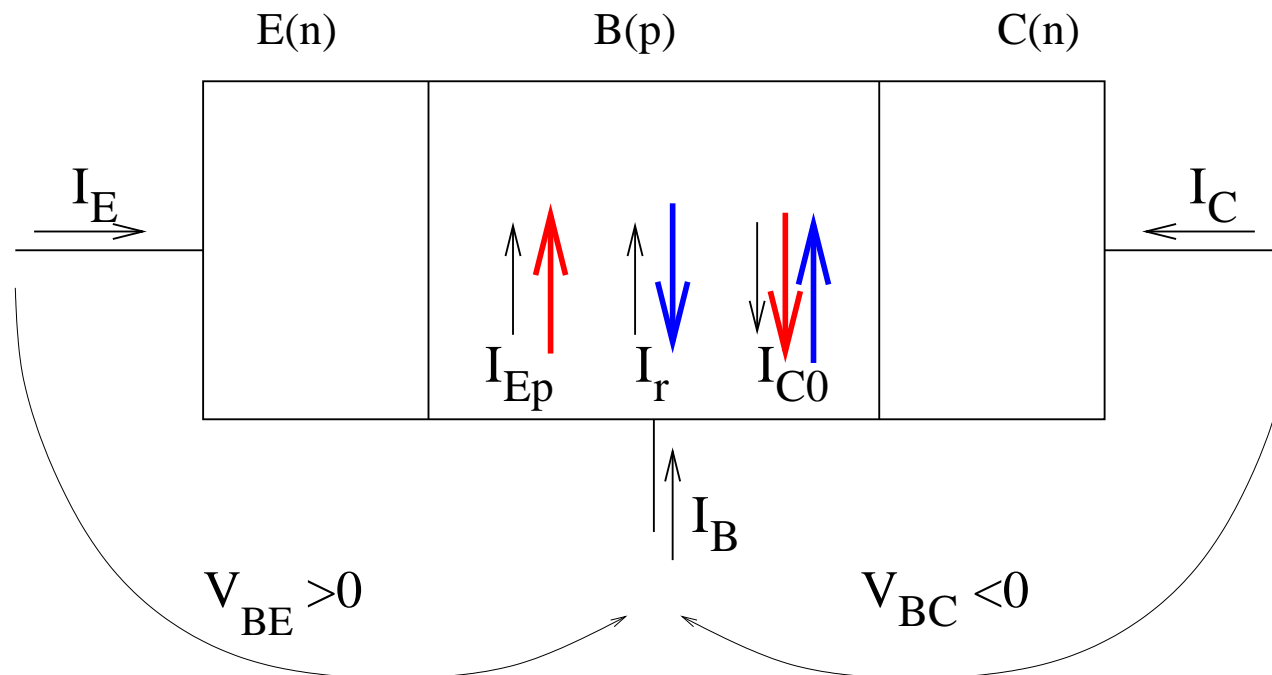 E(n) B(p) C(n)
I_E I_C
I_Ep I_r I_C0
I_B
V_BE >0 V_BC <0